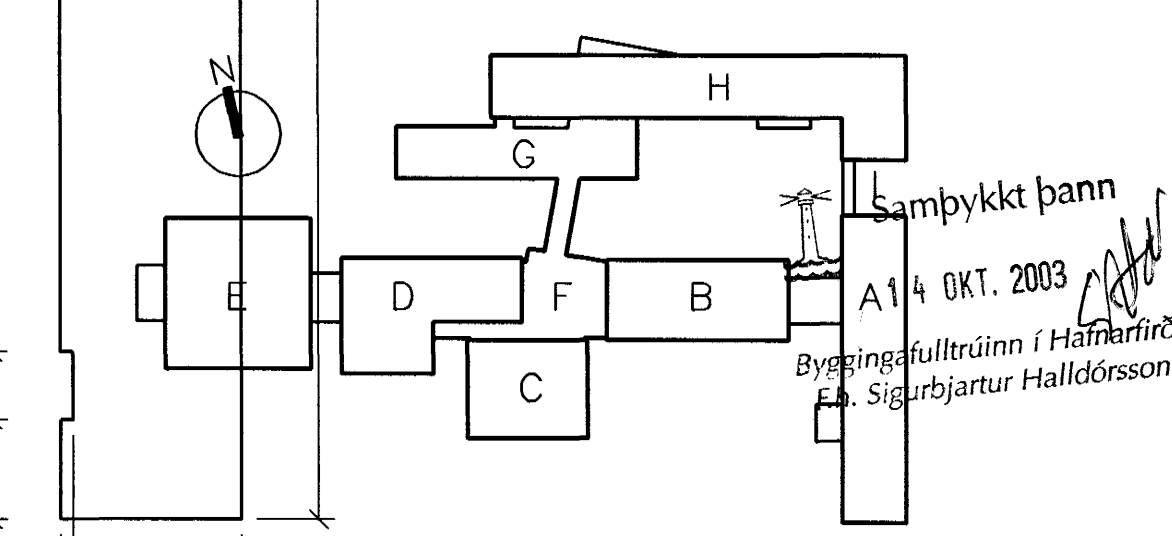 N
H
G
Samþykkt þann
E
D
F
B
A
14 OKT. 2003
Byggingafulltrúinn í Hafnarfirð
F.h. Sigurbjartur Halldórsson
C